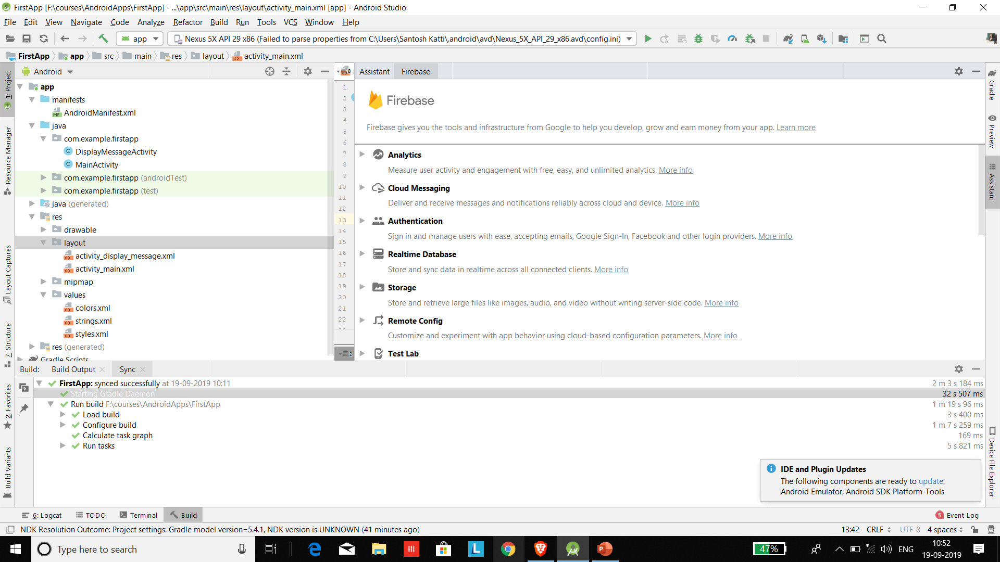 FirstApp [F:\courses\AndroidApps\FirstApp] - ...\app\src\main\res\layout\activity_main.xml [app] - Android Studio
File Edit View Navigate Code Analyze Refactor Build Run Tools VCS Window Help
app Nexus 5X API 29 x86 (Failed to parse properties from C:\Users\Santosh Katti\.android\avd\Nexus_5X_API_29_x86.avd\config.ini)
FirstApp app src main res layout activity_main.xml
1: Project
Resource Manager
Layout Captures
7: Structure
2: Favorites
Build Variants
Android
app
manifests
MF AndroidManifest.xml
java
com.example.firstapp
C DisplayMessageActivity
C MainActivity
com.example.firstapp (androidTest)
com.example.firstapp (test)
java (generated)
res
drawable
layout
activity_display_message.xml
activity_main.xml
mipmap
values
colors.xml
strings.xml
styles.xml
res (generated)
Gradle Scripts
8
1
2
3
4
5
6
7
8
9
10
11
12
13
14
15
16
17
18
19
20
21
22
2
Assistant Firebase
Firebase
Firebase gives you the tools and infrastructure from Google to help you develop, grow and earn money from your app. Learn more
Analytics
Measure user activity and engagement with free, easy, and unlimited analytics. More info
Cloud Messaging
Deliver and receive messages and notifications reliably across cloud and device. More info
Authentication
Sign in and manage users with ease, accepting emails, Google Sign-In, Facebook and other login providers. More info
Realtime Database
Store and sync data in realtime across all connected clients. More info
Storage
Store and retrieve large files like images, audio, and video without writing server-side code. More info
Remote Config
Customize and experiment with app behavior using cloud-based configuration parameters. More info
Test Lab
Gradle
Preview
Assistant
Device File Explorer
Build: Build Output Sync
FirstApp: synced successfully at 19-09-2019 10:11 2 m 3 s 184 ms
Starting Gradle Daemon 32 s 507 ms
Run build F:\courses\AndroidApps\FirstApp 1 m 19 s 96 ms
Load build 3 s 400 ms
Configure build 1 m 7 s 259 ms
Calculate task graph 169 ms
Run tasks 5 s 821 ms
IDE and Plugin Updates
The following components are ready to update:
Android Emulator, Android SDK Platform-Tools
6: Logcat TODO Terminal Build 5 Event Log
NDK Resolution Outcome: Project settings: Gradle model version=5.4.1, NDK version is UNKNOWN (41 minutes ago) 13:42 CRLF UTF-8 4 spaces
Type here to search L P 47% ENG 10:52
19-09-2019